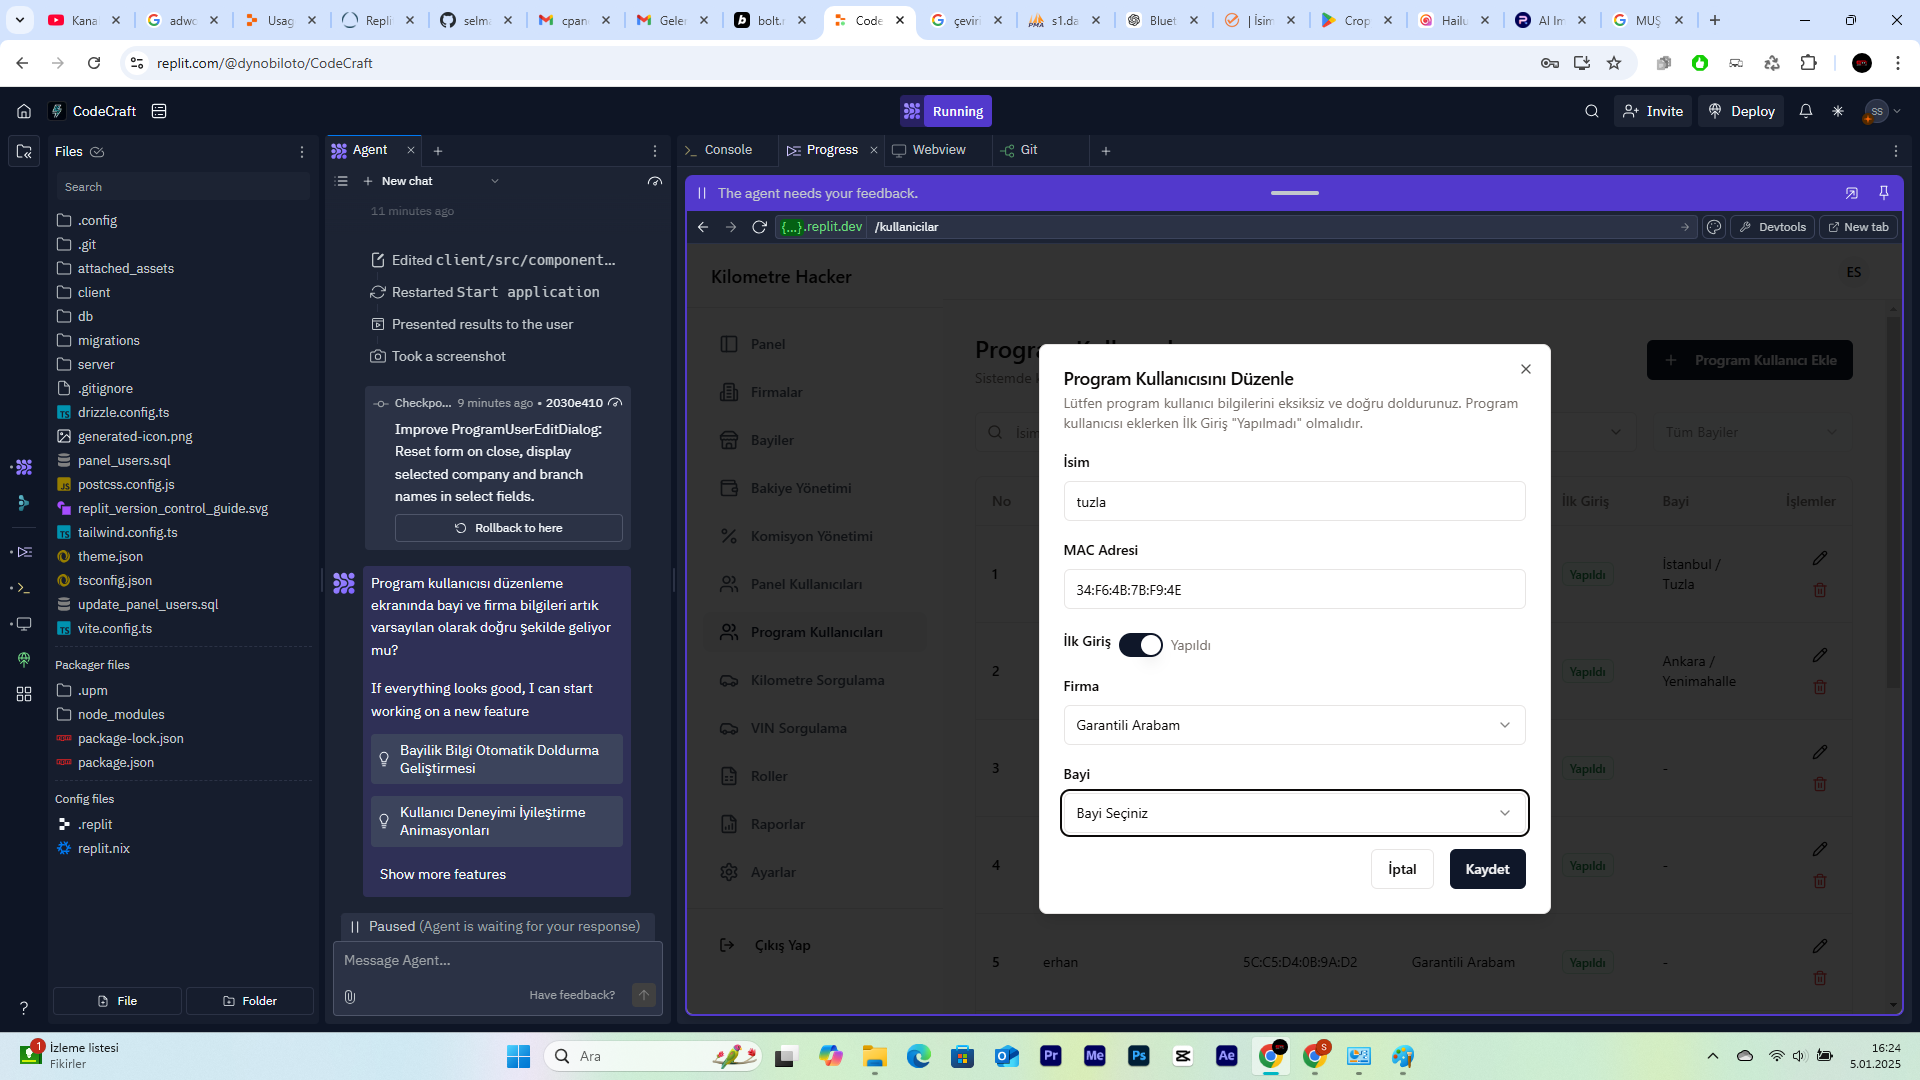 Kana
adwo
Usag
Repli
selma
cpan
Gele
bolt.n
Code
çeviri
s1.da
Bluet
| İsim
Crop
Hailu
AI Im
MUŞ
replit.com/@dynobiloto/CodeCraft
CodeCraft
Running
Invite
Deploy
SS
Files
Search
.config
.git
attached_assets
client
db
migrations
server
.gitignore
drizzle.config.ts
generated-icon.png
panel_users.sql
postcss.config.js
replit_version_control_guide.svg
tailwind.config.ts
theme.json
tsconfig.json
update_panel_users.sql
vite.config.ts
Packager files
.upm
node_modules
package-lock.json
package.json
Config files
.replit
replit.nix
File
Folder
Agent
New chat
11 minutes ago
Edited client/src/component...
Restarted Start application
Presented results to the user
Took a screenshot
Checkpo... 9 minutes ago • 2030e410
Improve ProgramUserEditDialog:
Reset form on close, display
selected company and branch
names in select fields.
Rollback to here
Program kullanıcısı düzenleme
ekranında bayi ve firma bilgileri artık
varsayılan olarak doğru şekilde geliyor
mu?
If everything looks good, I can start
working on a new feature
Bayilik Bilgi Otomatik Doldurma
Geliştirmesi
Kullanıcı Deneyimi İyileştirme
Animasyonları
Show more features
Paused (Agent is waiting for your response)
Message Agent...
Have feedback?
Console
Progress
Webview
Git
The agent needs your feedback.
{...}.replit.dev
/kullanicilar
Devtools
New tab
Kilometre Hacker
ES
Panel
Firmalar
Bayiler
Bakiye Yönetimi
Komisyon Yönetimi
Panel Kullanıcıları
Program Kullanıcıları
Kilometre Sorgulama
VIN Sorgulama
Roller
Raporlar
Ayarlar
Çıkış Yap
Sistemde k
Program Kullanıcı Ekle
İsim
Tüm Bayiler
No
İlk Giriş
Bayi
İşlemler
1
Yapıldı
İstanbul /
Tuzla
2
Yapıldı
Ankara /
Yenimahalle
3
Yapıldı
-
4
Yapıldı
-
5
erhan
5C:C5:D4:0B:9A:D2
Garantili Arabam
Yapıldı
-
Program Kullanıcısını Düzenle
Lütfen program kullanıcı bilgilerini eksiksiz ve doğru doldurunuz. Program
kullanıcısı eklerken İlk Giriş "Yapılmadı" olmalıdır.
İsim
tuzla
MAC Adresi
34:F6:4B:7B:F9:4E
İlk Giriş
Yapıldı
Firma
Garantili Arabam
Bayi
Bayi Seçiniz
İptal
Kaydet
1
İzleme listesi
Fikirler
Ara
Pr
Me
Ps
Ae
S
16:24
5.01.2025